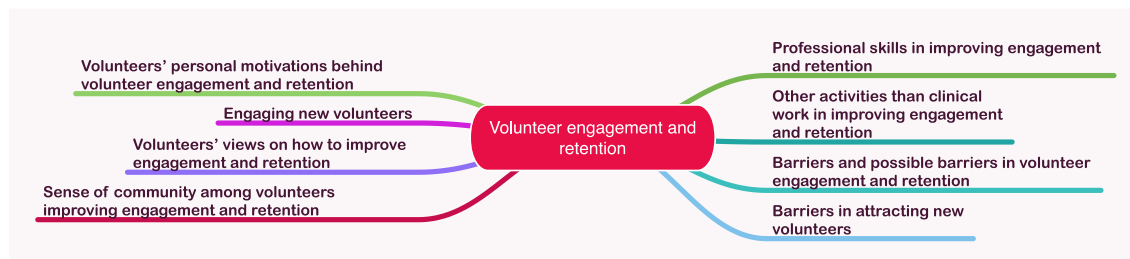 Volunteers' personal motivations behind
volunteer engagement and retention
Engaging new volunteers
Volunteers' views on how to improve
engagement and retention
Sense of community among volunteers
improving engagement and retention
Volunteer engagement and
retention
Professional skills in improving engagement
and retention
Other activities than clinical
work in improving engagement
and retention
Barriers and possible barriers in volunteer
engagement and retention
Barriers in attracting new
volunteers